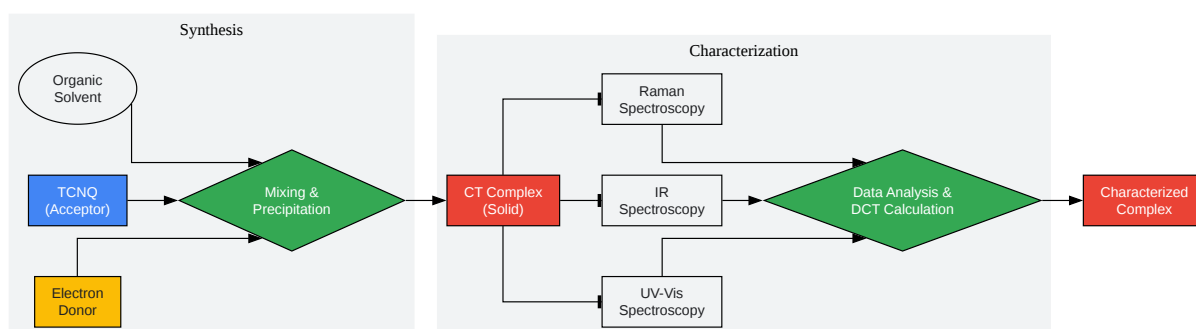 Synthesis
Organic
Solvent
TCNQ
(Acceptor)
Electron
Donor
Mixing &
Precipitation
Characterization
CT Complex
(Solid)
Raman
Spectroscopy
IR
Spectroscopy
UV-Vis
Spectroscopy
Data Analysis &
DCT Calculation
Characterized
Complex